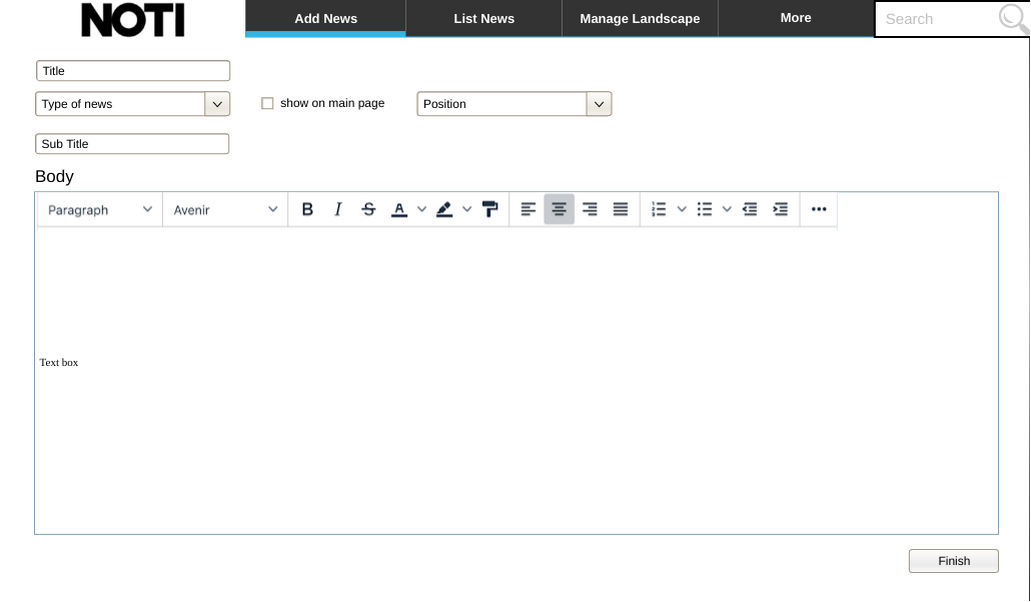 NOTI
Add News
List News
Manage Landscape
More
Search
Title
Type of news
show on main page
Position
Sub Title
Body
Paragraph
Avenir
B I S A
Text box
Finish